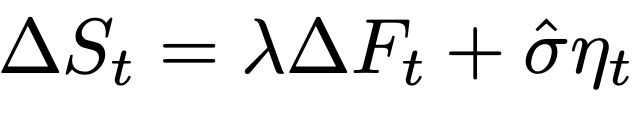 ΔS_t = λΔF_t + σ̂η_t